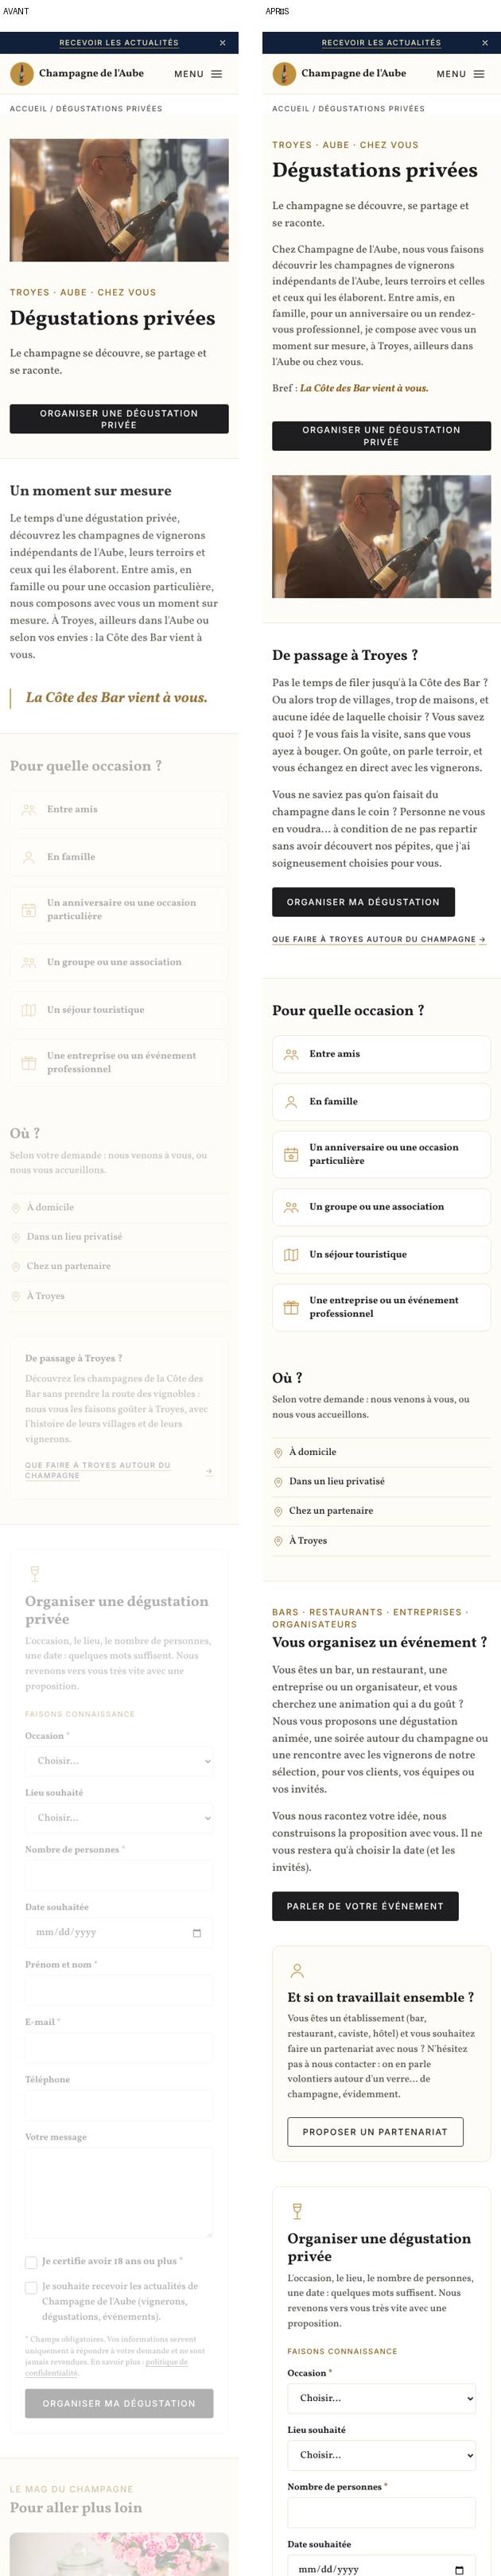 AVANT
RECEVOIR LES ACTUALITÉS ×
Champagne de l'Aube MENU
ACCUEIL / DÉGUSTATIONS PRIVÉES
TROYES · AUBE · CHEZ VOUS
Dégustations privées
Le champagne se découvre, se partage et
se raconte.
ORGANISER UNE DÉGUSTATION
PRIVÉE
Un moment sur mesure
Le temps d'une dégustation privée,
découvrez les champagnes de vignerons
indépendants de l'Aube, leurs terroirs et
ceux qui les élaborent. Entre amis, en
famille ou pour une occasion particulière,
nous composons avec vous un moment sur
mesure. À Troyes, ailleurs dans l'Aube ou
selon vos envies : la Côte des Bar vient à
vous.
La Côte des Bar vient à vous.
Pour quelle occasion ?
Entre amis
En famille
Un anniversaire ou une occasion
particulière
Un groupe ou une association
Un séjour touristique
Une entreprise ou un événement
professionnel
Où ?
Selon votre demande : nous venons à vous, ou
nous vous accueillons.
À domicile
Dans un lieu privatisé
Chez un partenaire
À Troyes
De passage à Troyes ?
Découvrez les champagnes de la Côte des
Bar sans prendre la route des vignobles :
nous vous les faisons goûter à Troyes, avec
l'histoire de leurs villages et de leurs
vignerons.
QUE FAIRE À TROYES AUTOUR DU
CHAMPAGNE →
Organiser une dégustation
privée
L'occasion, le lieu, le nombre de personnes,
une date : quelques mots suffisent. Nous
revenons vers vous très vite avec une
proposition.
FAISONS CONNAISSANCE
Occasion *
Choisir...
Lieu souhaité
Choisir...
Nombre de personnes *
Date souhaitée
mm/dd/yyyy
Prénom et nom *
E-mail *
Téléphone
Votre message
Je certifie avoir 18 ans ou plus *
Je souhaite recevoir les actualités de
Champagne de l'Aube (vignerons,
dégustations, événements).
* Champs obligatoires. Vos informations servent
uniquement à répondre à votre demande et ne sont
jamais revendues. En savoir plus : politique de
confidentialité.
ORGANISER MA DÉGUSTATION
LE MAG DU CHAMPAGNE
Pour aller plus loin
RECEVOIR LES ACTUALITÉS ×
Champagne de l'Aube MENU
ACCUEIL / DÉGUSTATIONS PRIVÉES
TROYES · AUBE · CHEZ VOUS
Dégustations privées
Le champagne se découvre, se partage et
se raconte.
Chez Champagne de l'Aube, nous vous faisons
découvrir les champagnes de vignerons
indépendants de l'Aube, leurs terroirs et celles
et ceux qui les élaborent. Entre amis, en
famille, pour un anniversaire ou un rendez-
vous professionnel, je compose avec vous un
moment sur mesure, à Troyes, ailleurs dans
l'Aube ou chez vous.
Bref : La Côte des Bar vient à vous.
ORGANISER UNE DÉGUSTATION
PRIVÉE
De passage à Troyes ?
Pas le temps de filer jusqu'à la Côte des Bar ?
Ou alors trop de villages, trop de maisons, et
aucune idée de laquelle choisir ? Vous savez
quoi ? Je vous fais la visite, sans que vous
ayez à bouger. On goûte, on parle terroir, et
vous échangez en direct avec les vignerons.
Vous ne saviez pas qu'on faisait du
champagne dans le coin ? Personne ne vous
en voudra... à condition de ne pas repartir
sans avoir découvert nos pépites, que j'ai
soigneusement choisies pour vous.
ORGANISER MA DÉGUSTATION
QUE FAIRE À TROYES AUTOUR DU CHAMPAGNE →
Pour quelle occasion ?
Entre amis
En famille
Un anniversaire ou une occasion
particulière
Un groupe ou une association
Un séjour touristique
Une entreprise ou un événement
professionnel
Où ?
Selon votre demande : nous venons à vous, ou
nous vous accueillons.
À domicile
Dans un lieu privatisé
Chez un partenaire
À Troyes
BARS · RESTAURANTS · ENTREPRISES ·
ORGANISATEURS
Vous organisez un événement ?
Vous êtes un bar, un restaurant, une
entreprise ou un organisateur, et vous
cherchez une animation qui a du goût ?
Nous vous proposons une dégustation
animée, une soirée autour du champagne ou
une rencontre avec les vignerons de notre
sélection, pour vos clients, vos équipes ou
vos invités.
Vous nous racontez votre idée, nous
construisons la proposition avec vous. Il ne
vous restera qu'à choisir la date (et les
invités).
PARLER DE VOTRE ÉVÉNEMENT
Et si on travaillait ensemble ?
Vous êtes un établissement (bar,
restaurant, caviste, hôtel) et vous souhaitez
faire un partenariat avec nous ? N'hésitez
pas à nous contacter : on en parle
volontiers autour d'un verre... de
champagne, évidemment.
PROPOSER UN PARTENARIAT
Organiser une dégustation
privée
L'occasion, le lieu, le nombre de personnes,
une date : quelques mots suffisent. Nous
revenons vers vous très vite avec une
proposition.
FAISONS CONNAISSANCE
Occasion *
Choisir...
Lieu souhaité
Choisir...
Nombre de personnes *
Date souhaitée
mm/dd/yyyy